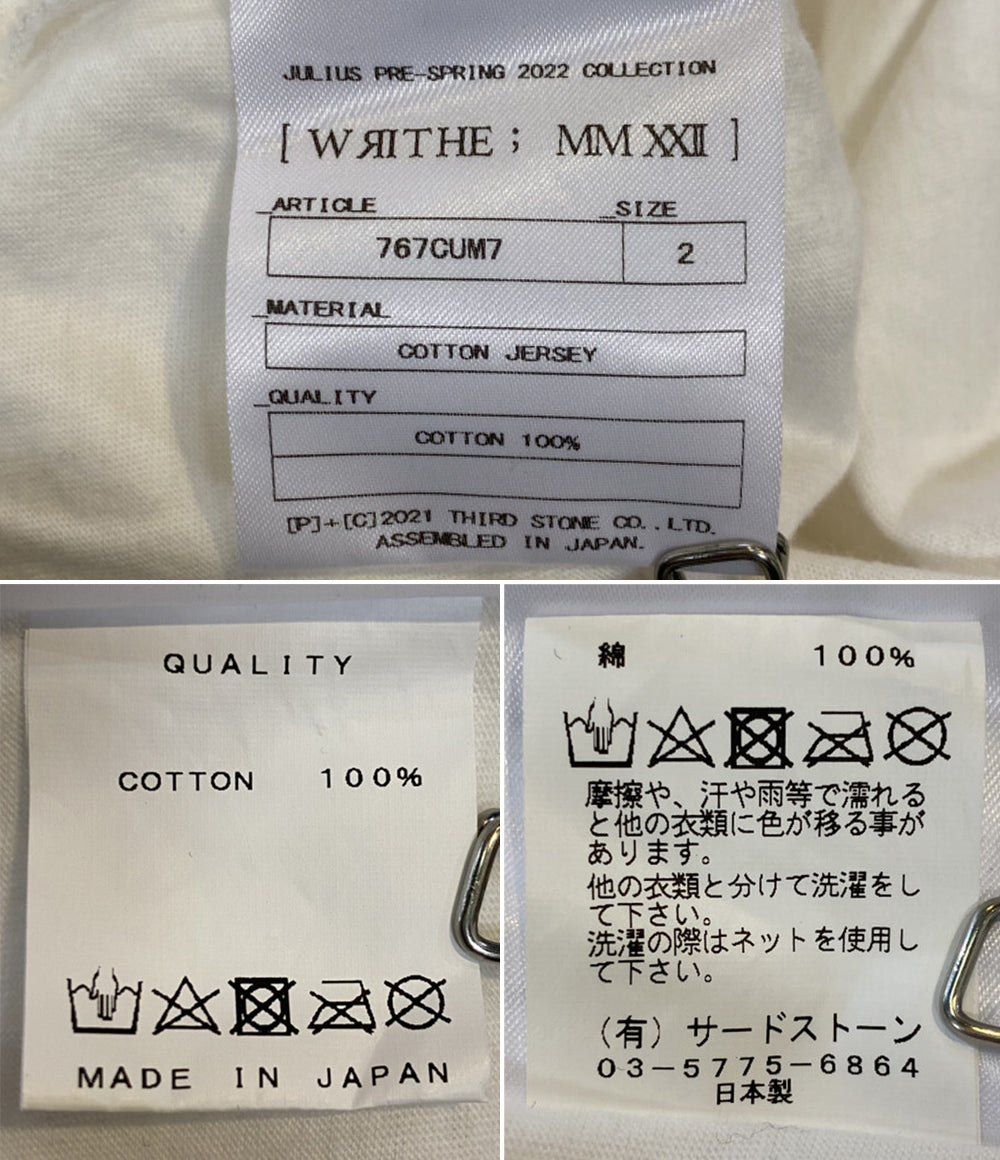 JULIUS PRE-SPRING 2022 COLLECTION
[ WЯITHE ; MMXXII ]
_ARTICLE _SIZE
767CUM7 2
_MATERIAL
COTTON JERSEY
_QUALITY
COTTON 100%
[P]+[C]2021 THIRD STONE CO.,LTD.
ASSEMBLED IN JAPAN.
QUALITY
COTTON 100%
MADE IN JAPAN
綿 100%
摩擦や、汗や雨等で濡れる
と他の衣類に色が移る事が
あります。
他の衣類と分けて洗濯をし
て下さい。
洗濯の際はネットを使用し
て下さい。
(有) サードストーン
03-5775-6864
日本製